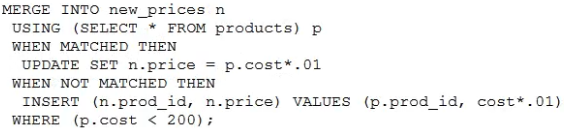 MERGE INTO new_prices n
USING (SELECT * FROM products) p
WHEN MATCHED THEN
UPDATE SET n.price = p.cost*.01
WHEN NOT MATCHED THEN
INSERT (n.prod_id, n.price) VALUES (p.prod_id, cost*.01)
WHERE (p.cost < 200);